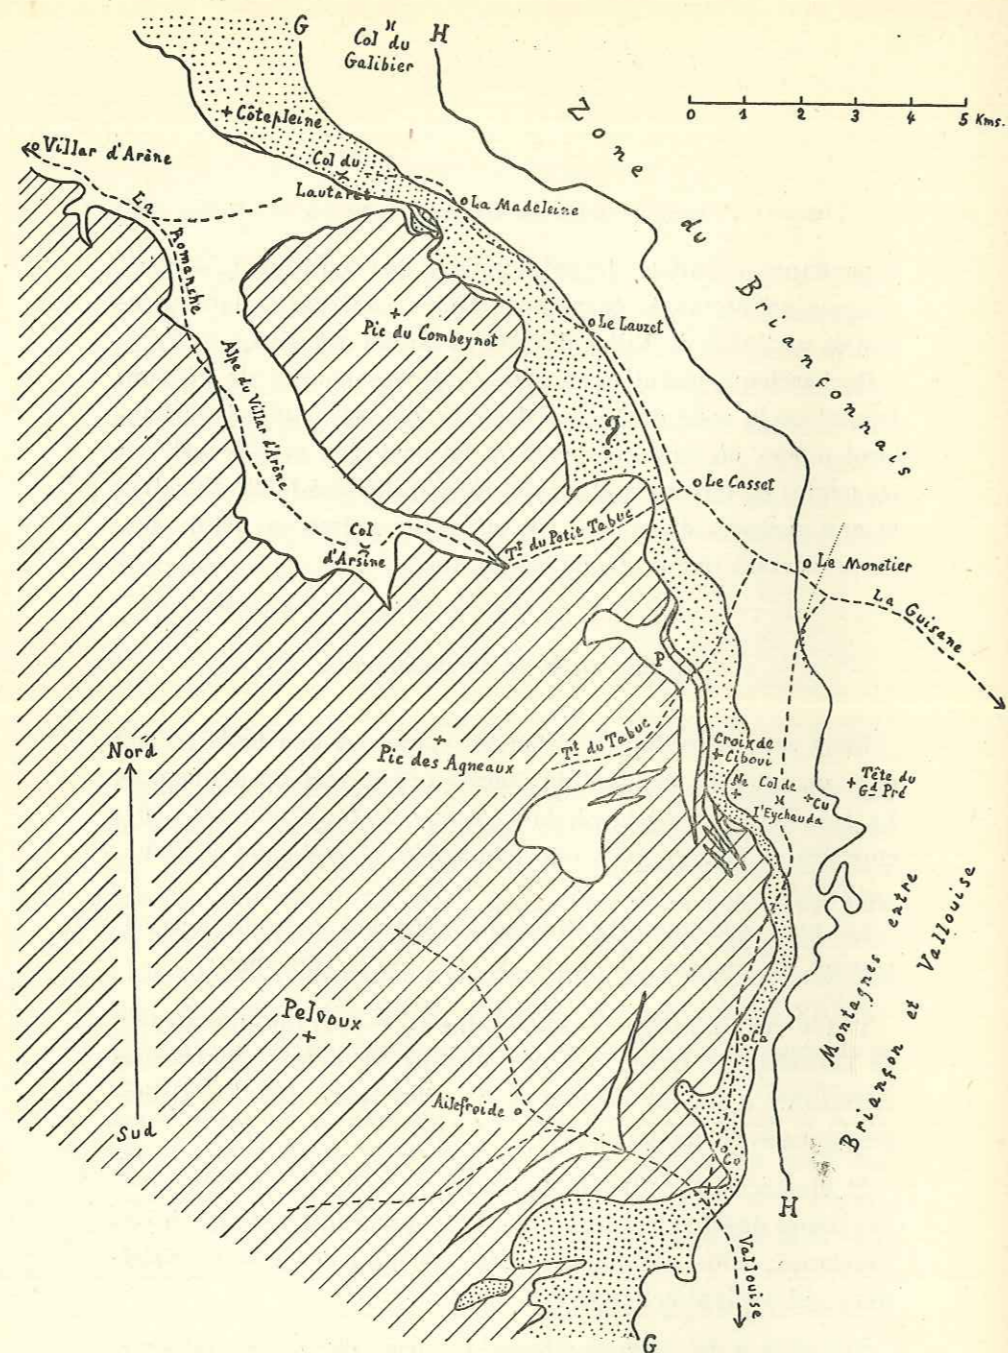 G
Col du
Galibier
H
0 1 2 3 4 5 Kms.
Zone du Briançonnais
Côtepleine
Villar d'Arène
Col du
Lautaret
La Madeleine
La Romanche
Pic du Combeynot
Le Lauzet
Alpe du Villar d'Arène
?
Le Casset
Col
d'Arsine
Tt du Petit Tabuc
Le Monetier
La Guisane
P
Nord
Pic des Agneaux
Tt du Tabuc
Croix de
Cibouï
Ne
Col de
l'Eychauda
Cu
Tête du
Gd Pré
Montagnes entre
Briançon et Vallouise
Pelvoux
Ca
Ailefroide
Sud
Co
H
Vallouise
G